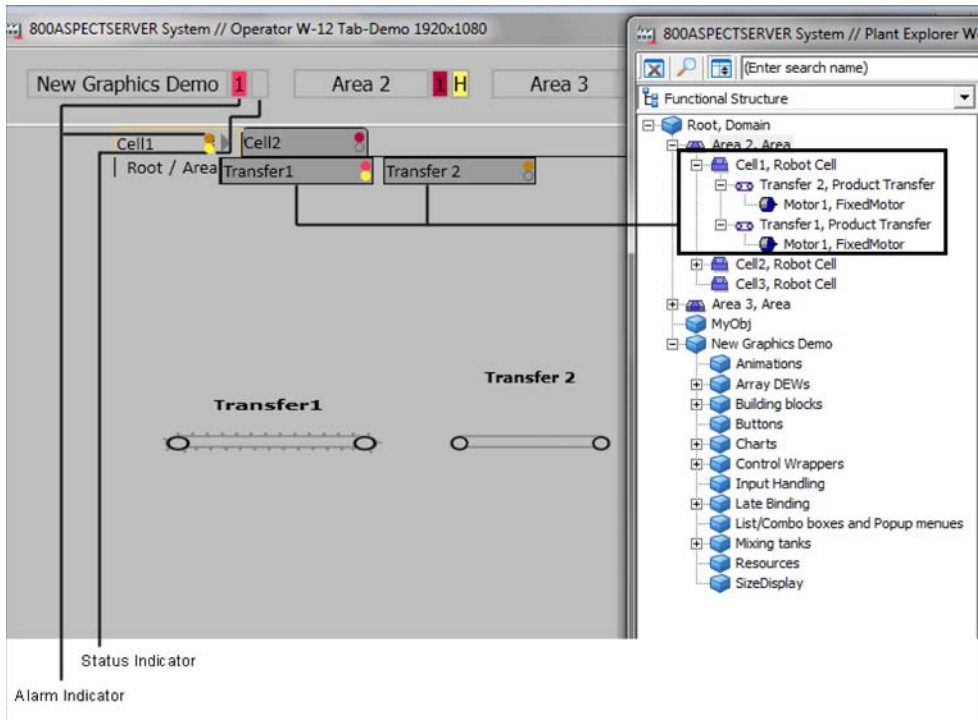 800ASPECTSERVER System // Operator W-12 Tab-Demo 1920x1080
New Graphics Demo 1
Area 2 1 H
Area 3
Cell1
Cell2
Root / Area
Transfer1
Transfer 2
Transfer1
Transfer 2
Status Indicator
Alarm Indicator
800ASPECTSERVER System // Plant Explorer W
(Enter search name)
Functional Structure
Root, Domain
Area 2, Area
Cell1, Robot Cell
Transfer 2, Product Transfer
Motor1, FixedMotor
Transfer1, Product Transfer
Motor1, FixedMotor
Cell2, Robot Cell
Cell3, Robot Cell
Area 3, Area
MyObj
New Graphics Demo
Animations
Array DEWs
Building blocks
Buttons
Charts
Control Wrappers
Input Handling
Late Binding
List/Combo boxes and Popup menues
Mixing tanks
Resources
SizeDisplay